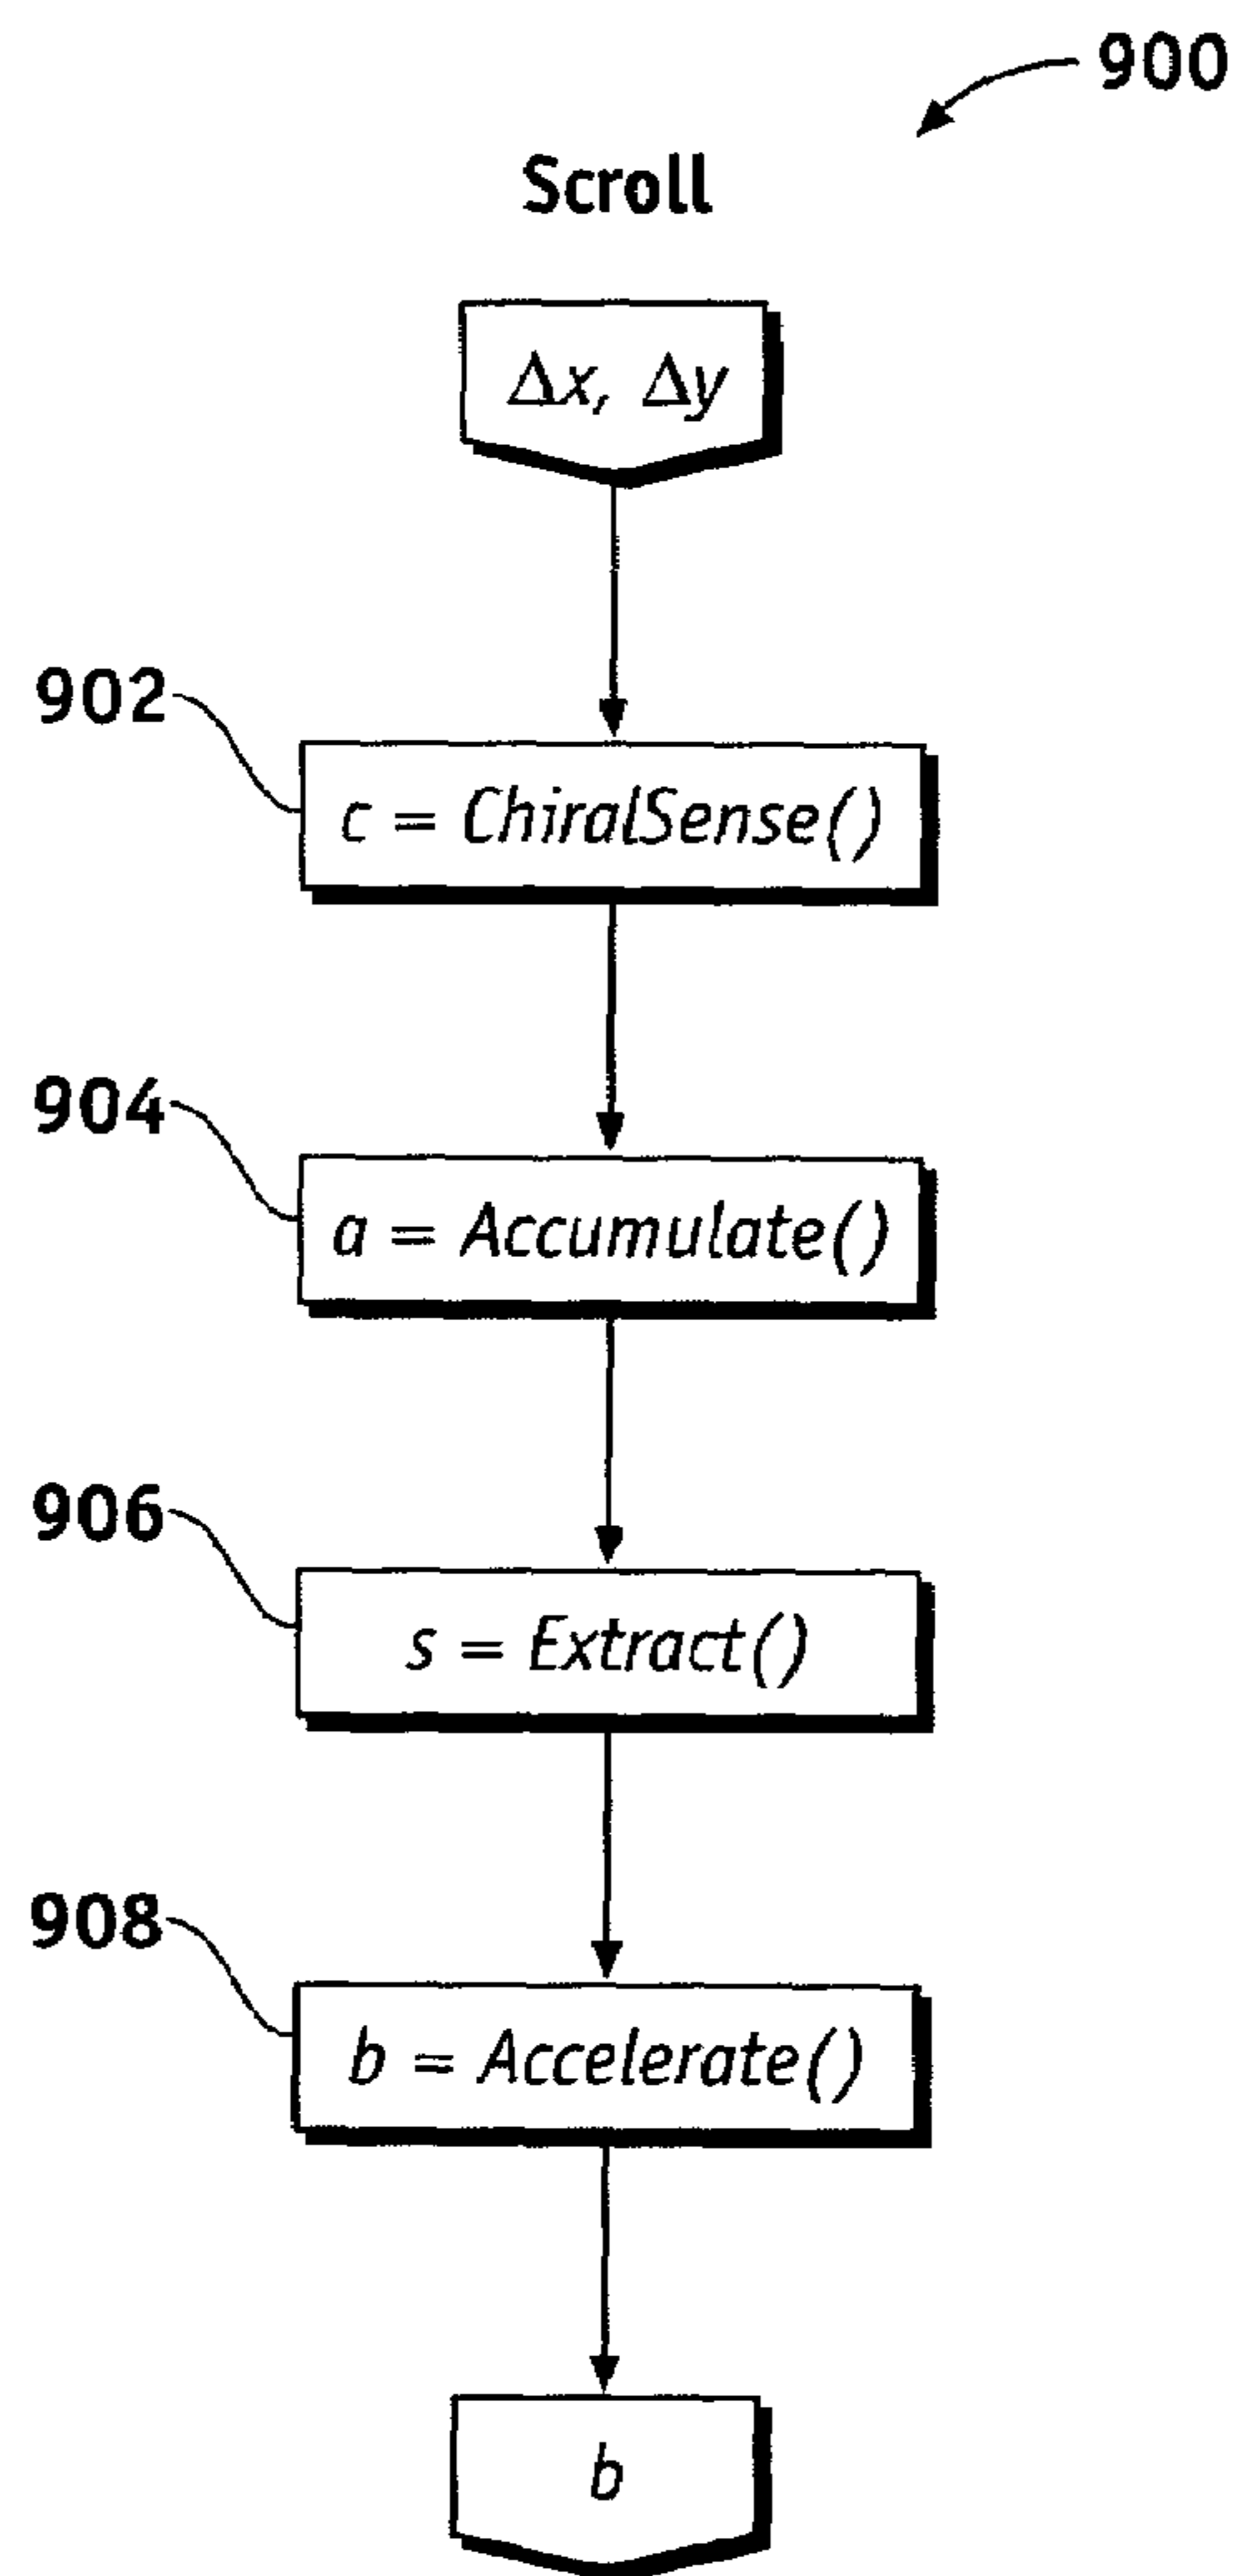 900
Scroll
Δx, Δy
902
c = ChiralSense()
904
a = Accumulate()
906
s = Extract()
908
b = Accelerate()
b